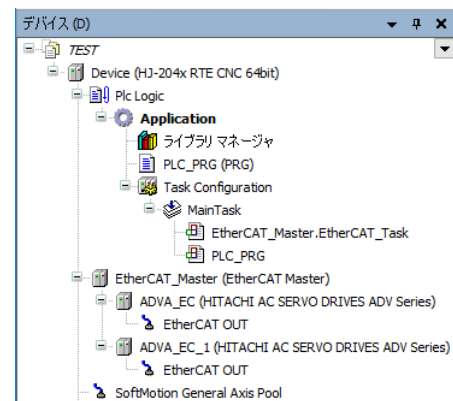 デバイス (D)
TEST
Device (HJ-204x RTE CNC 64bit)
Plc Logic
Application
ライブラリ マネージャ
PLC_PRG (PRG)
Task Configuration
MainTask
EtherCAT_Master.EtherCAT_Task
PLC_PRG
EtherCAT_Master (EtherCAT Master)
ADVA_EC (HITACHI AC SERVO DRIVES ADV Series)
EtherCAT OUT
ADVA_EC_1 (HITACHI AC SERVO DRIVES ADV Series)
EtherCAT OUT
SoftMotion General Axis Pool